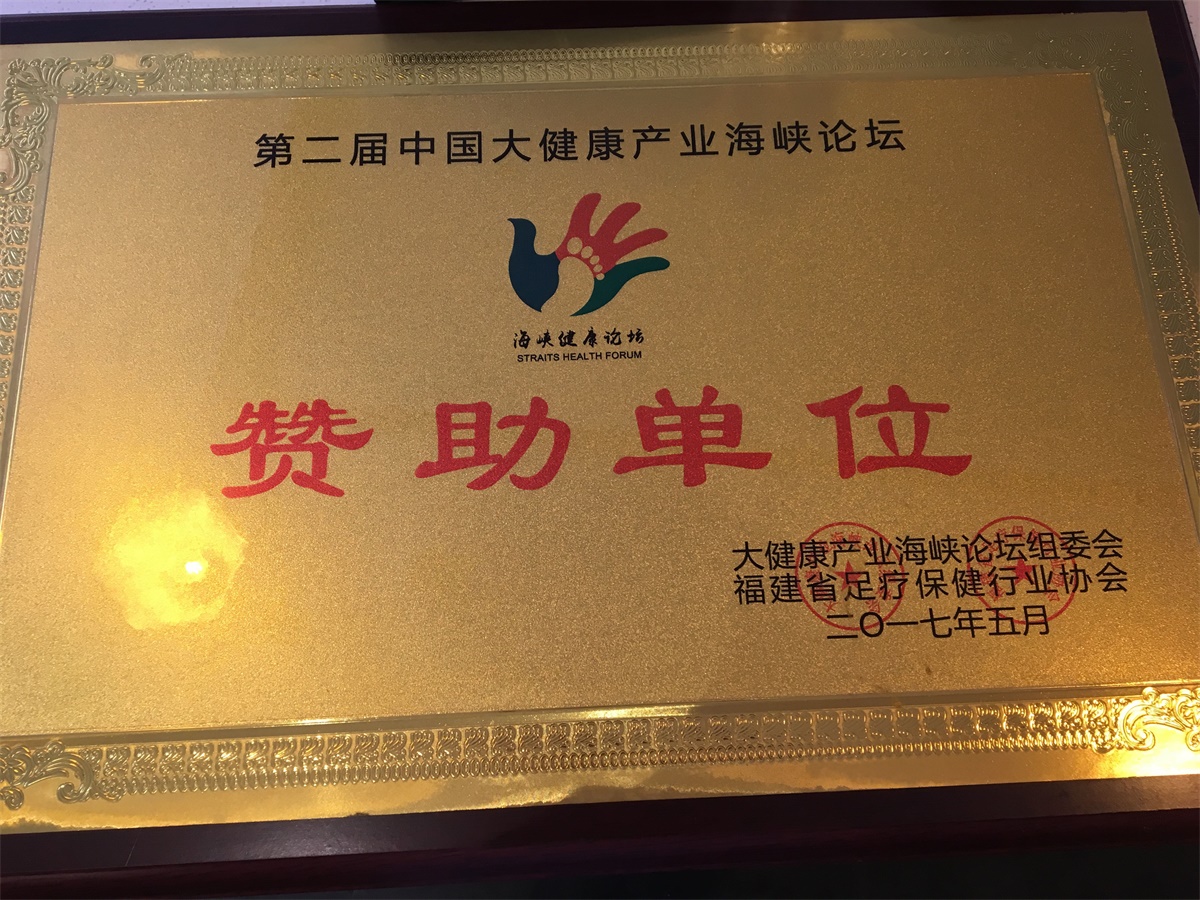 第二届中国大健康产业海峡论坛
海峡健康论坛
STRAITS HEALTH FORUM
赞助单位
大健康产业海峡论坛组委会
福建省足疗保健行业协会
二〇一七年五月